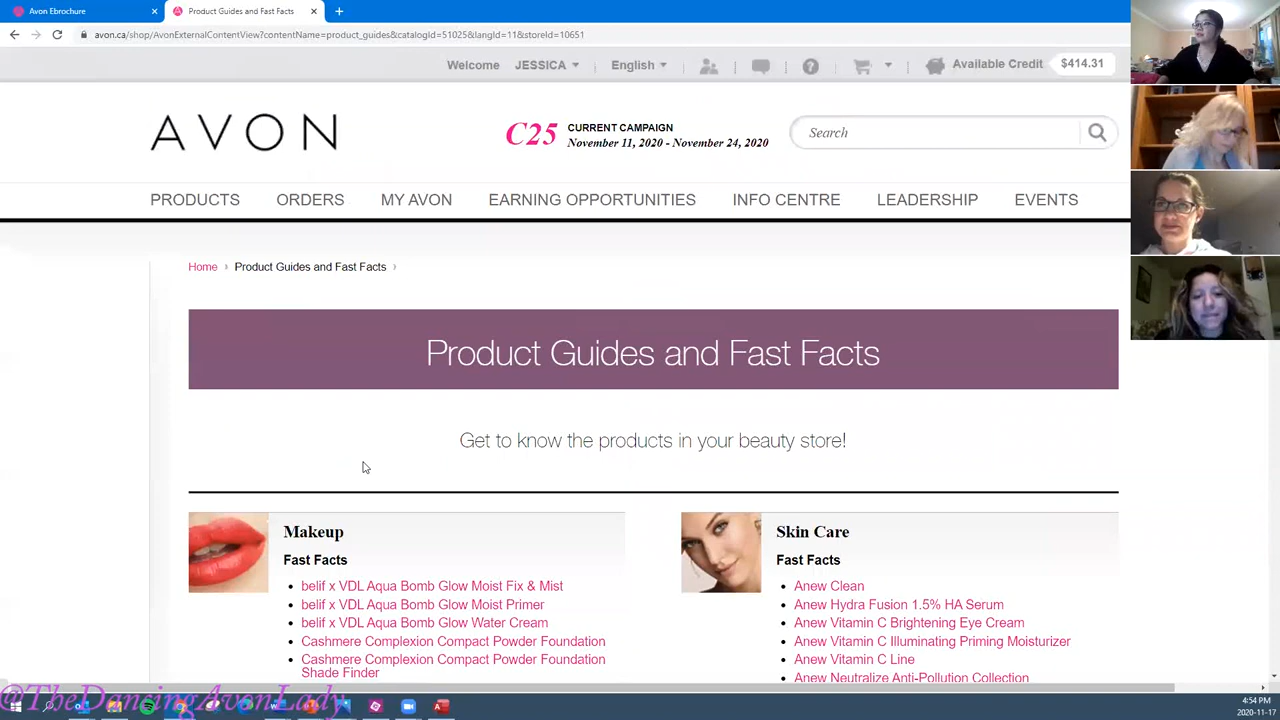 Avon Ebrochure
Product Guides and Fast Facts
avon.ca/shop/AvonExternalContentView?contentName=product_guides&catalogId=51025&langId=11&storeId=10651
Welcome JESSICA English Available Credit $414.31
AVON
C25 CURRENT CAMPAIGN
November 11, 2020 - November 24, 2020
Search
PRODUCTS ORDERS MY AVON EARNING OPPORTUNITIES INFO CENTRE LEADERSHIP EVENTS
Home › Product Guides and Fast Facts ›
Product Guides and Fast Facts
Get to know the products in your beauty store!
Makeup
Fast Facts
• belif x VDL Aqua Bomb Glow Moist Fix & Mist
• belif x VDL Aqua Bomb Glow Moist Primer
• belif x VDL Aqua Bomb Glow Water Cream
• Cashmere Complexion Compact Powder Foundation
• Cashmere Complexion Compact Powder Foundation
Shade Finder
Skin Care
Fast Facts
• Anew Clean
• Anew Hydra Fusion 1.5% HA Serum
• Anew Vitamin C Brightening Eye Cream
• Anew Vitamin C Illuminating Priming Moisturizer
• Anew Vitamin C Line
• Anew Neutralize Anti-Pollution Collection
@TheDancingAvonLady
4:54 PM
2020-11-17